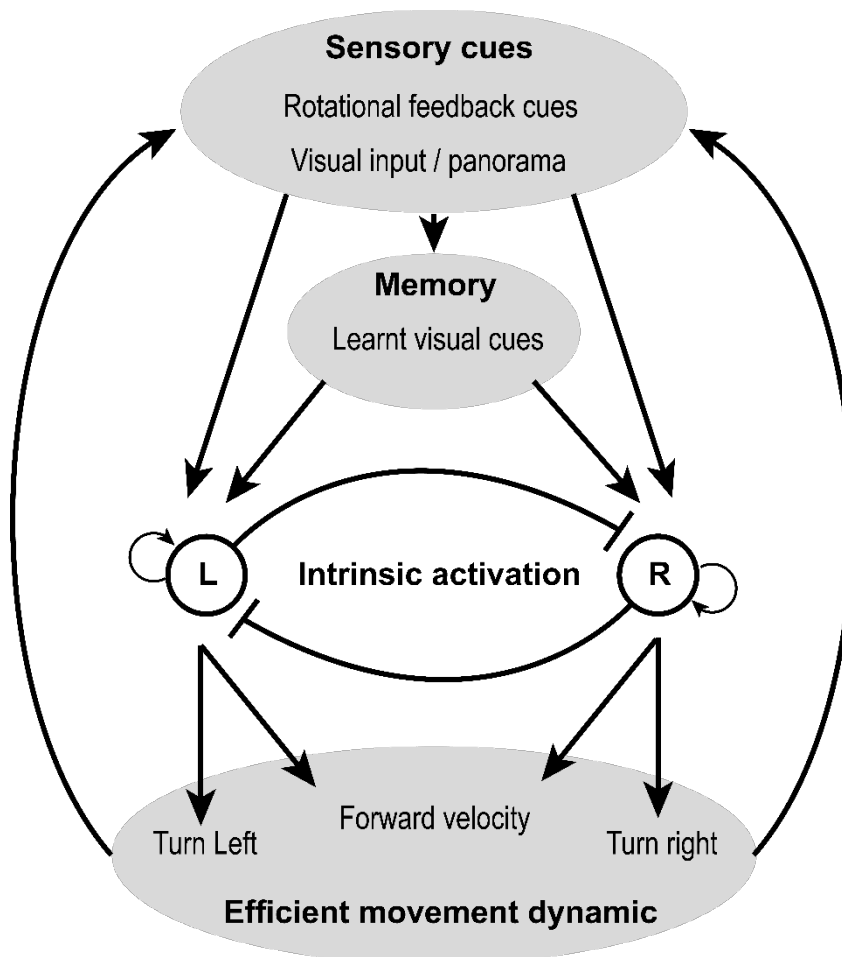 Sensory cues
Rotational feedback cues
Visual input / panorama
Memory
Learnt visual cues
L
Intrinsic activation
R
Forward velocity
Turn Left
Turn right
Efficient movement dynamic